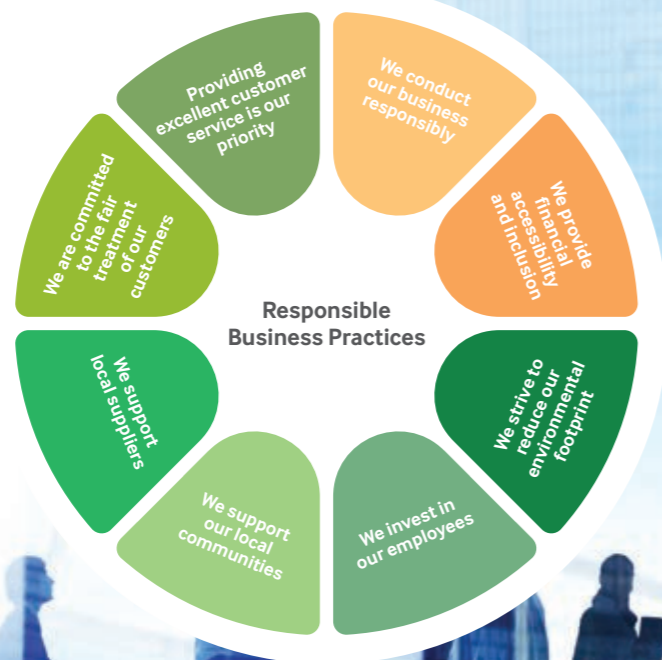 Providing
excellent customer
service is our
priority
We conduct
our business
responsibly
We provide
financial
accessibility
and inclusion
We strive to
reduce our
environmental
footprint
We invest in
our employees
We support
our local
communities
We support
local suppliers
We are committed
to the fair
treatment
of our
customers
Responsible
Business Practices